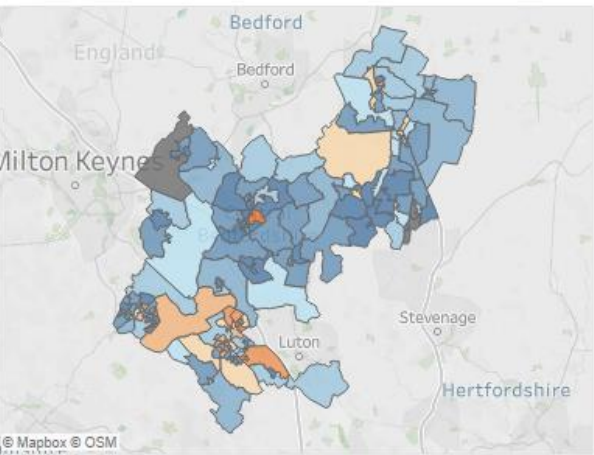 Bedford
England
Bedford
Milton Keynes
Stevenage
Luton
Hertfordshire
© Mapbox © OSM